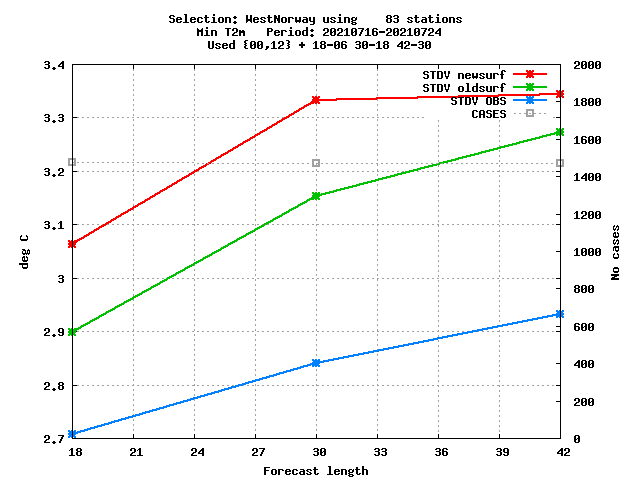 Selection: WestNorway using    83 stations
Min T2m   Period: 20210716-20210724
Used {00,12} + 18-06 30-18 42-30
3.4
3.3
3.2
3.1
3
2.9
2.8
2.7
deg C
STDV newsurf
STDV oldsurf
STDV OBS
CASES
2000
1800
1600
1400
1200
1000
800
600
400
200
0
No cases
18 21 24 27 30 33 36 39 42
Forecast length